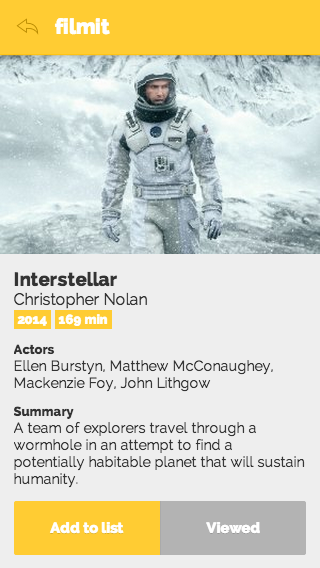 filmit
Interstellar
Christopher Nolan
2014 169 min
Actors
Ellen Burstyn, Matthew McConaughey,
Mackenzie Foy, John Lithgow
Summary
A team of explorers travel through a
wormhole in an attempt to find a
potentially habitable planet that will sustain
humanity.
Add to list Viewed